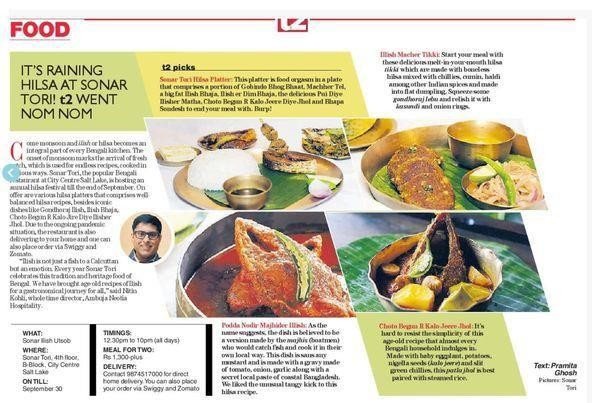 FOOD
t2
IT'S RAINING
HILSA AT SONAR
TORI! t2 WENT
NOM NOM
Come monsoon and ilish or hilsa becomes an
integral part of every Bengali kitchen. The
onset of monsoon marks the arrival of fresh
which is used for endless recipes, cooked in
ways. Sonar Tori, the popular Bengali
restaurant at City Centre Salt Lake, is hosting an
annual hilsa festival till the end of September. On
offer are various hilsa platters that comprises well-
balanced hilsa recipes, besides iconic
dishes like Gondhoraj Ilish, Ilish Bhaja,
Choto Begun R Kalo Jire Diye Ilisher
Jhol. Due to the ongoing pandemic
situation, the restaurant is also
delivering to your home and one can
also place order via Swiggy and
Zomato.
"Ilish is not just a fish to a Calcuttan
but an emotion. Every year Sonar Tori
celebrates this tradition and heritage food of
Bengal. We have brought age old recipes of Ilish
for a gastronomical journey for all," said Nitin
Kohli, whole time director, Ambuja Neotia
Hospitality.
t2 picks
Sonar Tori Hilsa Platter: This platter is food orgasm in a plate
that comprises a portion of Gobindo Bhog Bhaat, Machher Tel,
a big fat Ilish Bhaja, Ilish er Dim Bhaja, the delicious Pui Diye
Ilisher Matha, Choto Begun R Kalo Jeere Diye Jhol and Bhapa
Sondesh to end your meal with. Burp!
Illish Macher Tikki: Start your meal with
these delicious melt-in-your-mouth hilsa
tikki which are made with boneless
hilsa mixed with chillies, cumin, haldi
among other Indian spices and made
into flat dumpling. Squeeze some
gondhoraj lebu and relish it with
kasundi and onion rings.
WHAT:
Sonar Ilish Utsob
WHERE:
Sonar Tori, 4th floor,
B-Block, City Centre
Salt Lake
ON TILL:
September 30
TIMINGS:
12.30pm to 10pm (all days)
MEAL FOR TWO:
Rs 1,300-plus
DELIVERY:
Contact 9874517000 for direct
home delivery. You can also place
your order via Swiggy and Zomato
Podda Nodir Majhider Illish: As the
name suggests, the dish is believed to be
a version made by the majhis (boatmen)
who would catch fish and cook it in their
own local way. This dish is saus any
mustard and is made with a gravy made
of tomato, onion, garlic along with a
secret local paste of coastal Bangladesh.
We liked the unusual tangy kick to this
hilsa recipe.
Choto Begun R Kalo Jeere Jhol: It's
hard to resist the simplicity of this
age-old recipe that almost every
Bengali household indulges in.
Made with baby eggplant, potatoes,
nigella seeds (kalo jeere) and slit
green chillies, this patla jhol is best
paired with steamed rice.
Text: Pramita
Ghosh
Pictures: Sonar
Tori